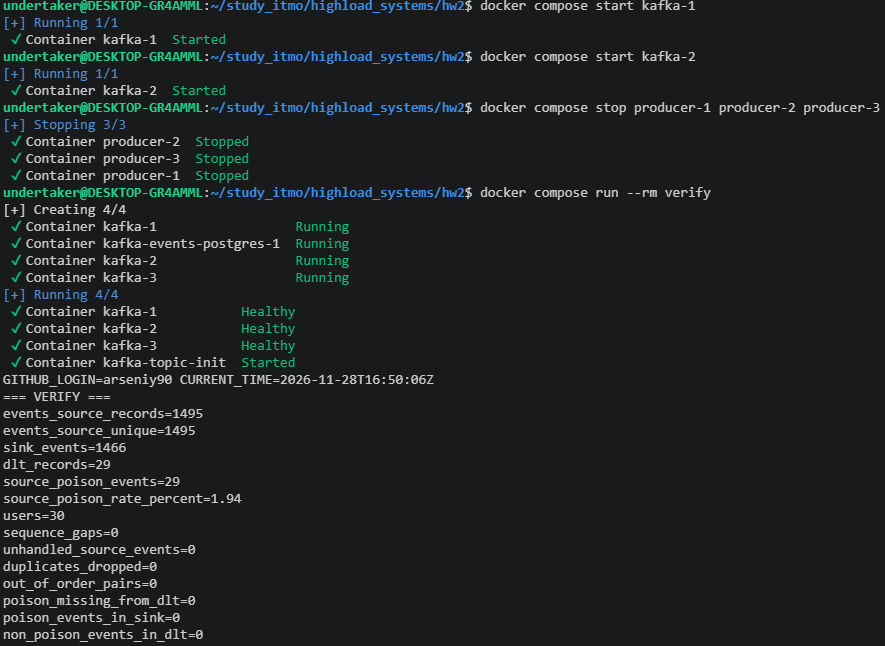 undertaker@DESKTOP-GR4AMML:~/study_itmo/highload_systems/hw2$ docker compose start kafka-1
[+] Running 1/1
✓ Container kafka-1 Started
undertaker@DESKTOP-GR4AMML:~/study_itmo/highload_systems/hw2$ docker compose start kafka-2
[+] Running 1/1
✓ Container kafka-2 Started
undertaker@DESKTOP-GR4AMML:~/study_itmo/highload_systems/hw2$ docker compose stop producer-1 producer-2 producer-3
[+] Stopping 3/3
✓ Container producer-2 Stopped
✓ Container producer-3 Stopped
✓ Container producer-1 Stopped
undertaker@DESKTOP-GR4AMML:~/study_itmo/highload_systems/hw2$ docker compose run --rm verify
[+] Creating 4/4
✓ Container kafka-1 Running
✓ Container kafka-events-postgres-1 Running
✓ Container kafka-2 Running
✓ Container kafka-3 Running
[+] Running 4/4
✓ Container kafka-1 Healthy
✓ Container kafka-2 Healthy
✓ Container kafka-3 Healthy
✓ Container kafka-topic-init Started
GITHUB_LOGIN=arseniy90 CURRENT_TIME=2026-11-28T16:50:06Z
=== VERIFY ===
events_source_records=1495
events_source_unique=1495
sink_events=1466
dlt_records=29
source_poison_events=29
source_poison_rate_percent=1.94
users=30
sequence_gaps=0
unhandled_source_events=0
duplicates_dropped=0
out_of_order_pairs=0
poison_missing_from_dlt=0
poison_events_in_sink=0
non_poison_events_in_dlt=0